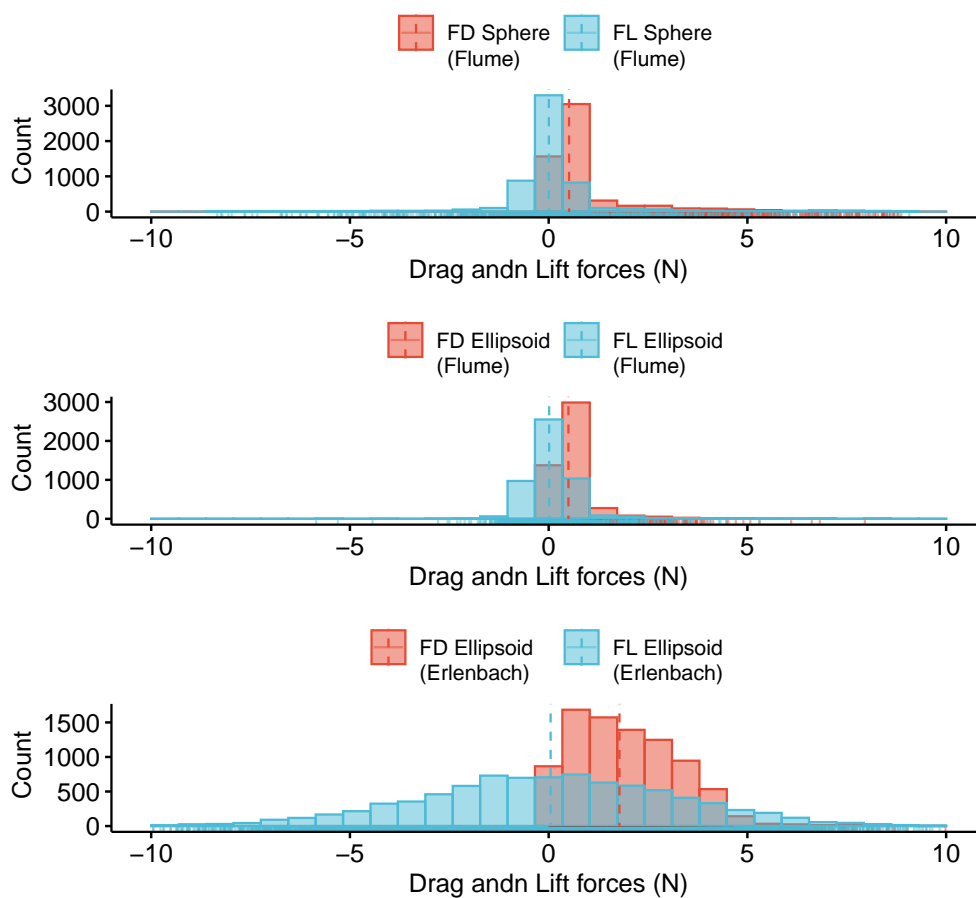 FD Sphere FL Sphere
(Flume) (Flume)
3000
2000
1000
0
Count
−10 −5 0 5 10
Drag andn Lift forces (N)
FD Ellipsoid FL Ellipsoid
(Flume) (Flume)
3000
2000
1000
0
Count
−10 −5 0 5 10
Drag andn Lift forces (N)
FD Ellipsoid FL Ellipsoid
(Erlenbach) (Erlenbach)
1500
1000
500
0
Count
−10 −5 0 5 10
Drag andn Lift forces (N)